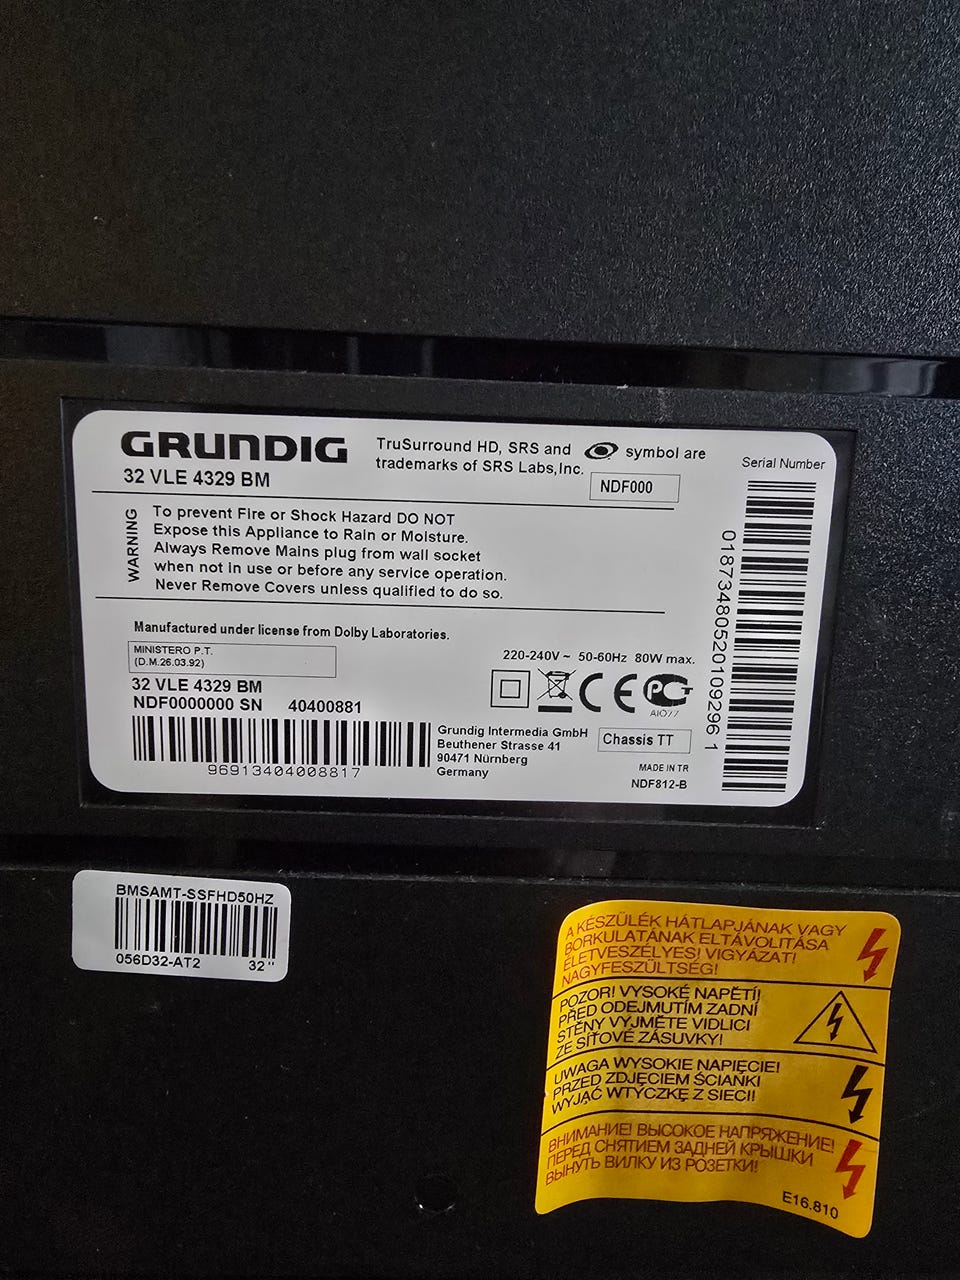 GRUNDIG
32 VLE 4329 BM
TruSurround HD, SRS and symbol are
trademarks of SRS Labs,Inc.
NDF000
Serial Number
WARNING
To prevent Fire or Shock Hazard DO NOT
Expose this Appliance to Rain or Moisture.
Always Remove Mains plug from wall socket
when not in use or before any service operation.
Never Remove Covers unless qualified to do so.
018734805201092961
Manufactured under license from Dolby Laboratories.
MINISTERO P.T.
(D.M.26.03.92)
220-240V ~ 50-60Hz 80W max.
CE
PCT
АЮ77
32 VLE 4329 BM
NDF0000000 SN 40400881
96913404008817
Grundig Intermedia GmbH
Beuthener Strasse 41
90471 Nürnberg
Germany
Chassis TT
MADE IN TR
NDF812-B
BMSAMT-SSFHD50HZ
056D32-AT2 32"
A KÉSZÜLÉK HÁTLAPJÁNAK VAGY
BORKULATÁNAK ELTÁVOLITÁSA
ÉLETVESZÉLYES! VIGYÁZAT!
NAGYFESZÜLTSÉG!
POZOR! VYSOKÉ NAPĚTÍ!
PŘED ODEJMUTÍM ZADNÍ
STĚNY VYJMĚTE VIDLICI
ZE SÍŤOVÉ ZÁSUVKY!
UWAGA WYSOKIE NAPIĘCIE!
PRZED ZDJĘCIEM ŚCIANKI
WYJĄĆ WTYCZKĘ Z SIECI!
ВНИМАНИЕ! ВЫСОКОЕ НАПРЯЖЕНИЕ!
ПЕРЕД СНЯТИЕМ ЗАДНЕЙ КРЫШКИ
ВЫНУТЬ ВИЛКУ ИЗ РОЗЕТКИ!
E16.810